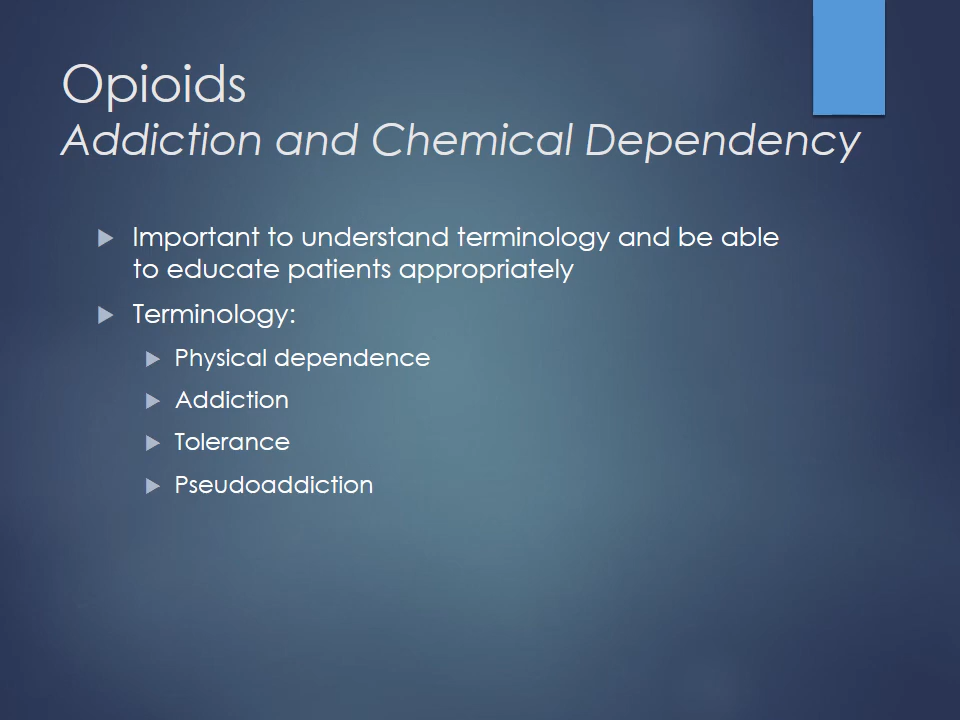 Opioids
Addiction and Chemical Dependency
Important to understand terminology and be able
to educate patients appropriately
Terminology:
Physical dependence
Addiction
Tolerance
Pseudoaddiction